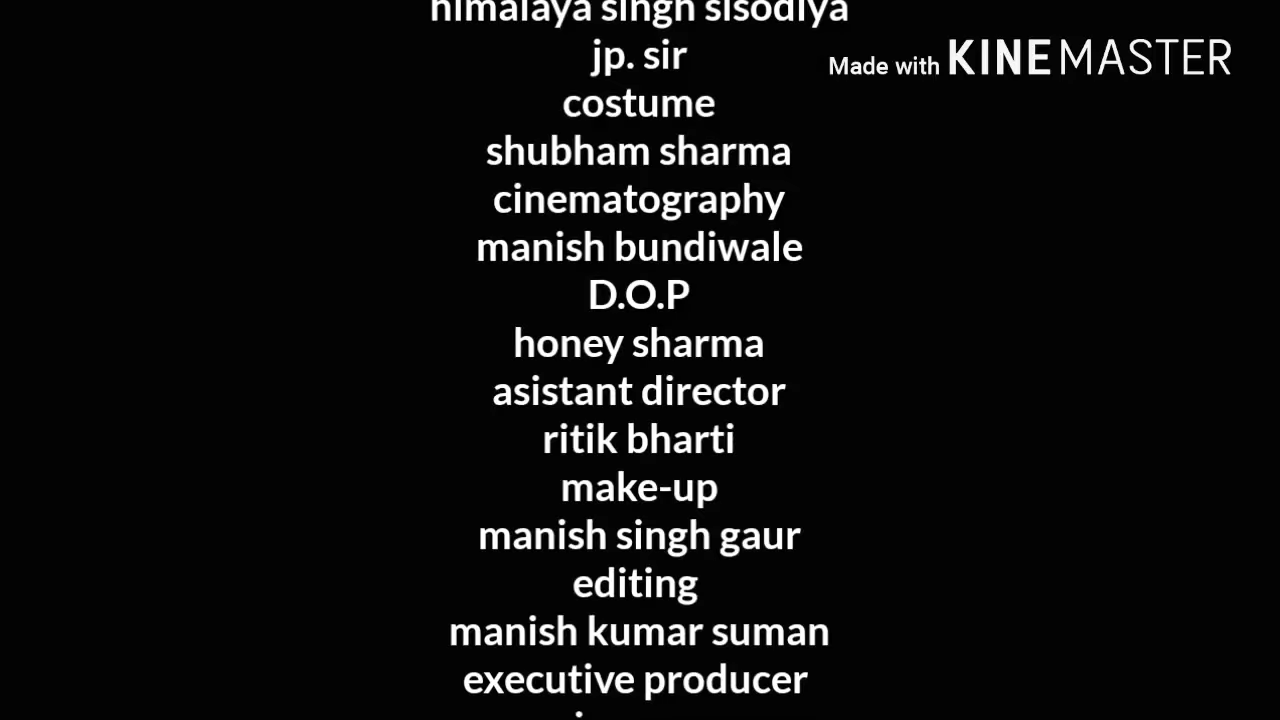 himalaya singh sisodiya
jp. sir
Made with KINEMASTER
costume
shubham sharma
cinematography
manish bundiwale
D.O.P
honey sharma
asistant director
ritik bharti
make-up
manish singh gaur
editing
manish kumar suman
executive producer